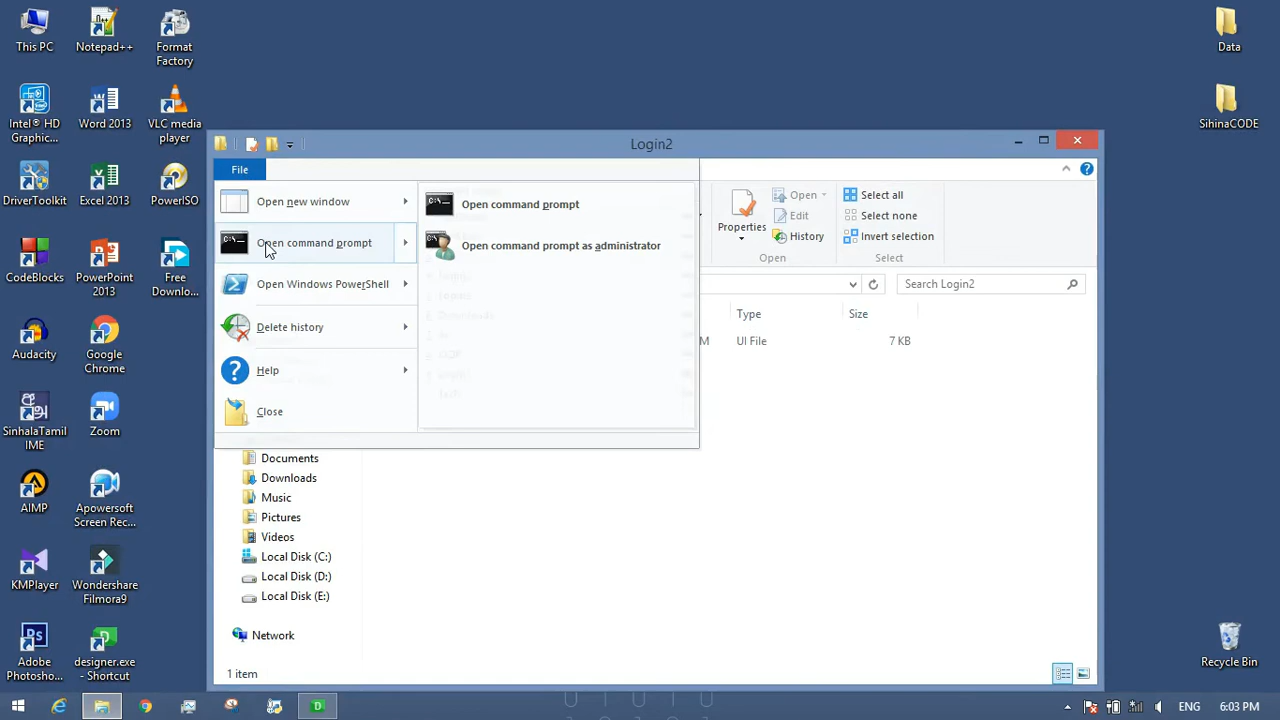 This PC
Notepad++
Format
Factory
Intel® HD
Graphic...
Word 2013
VLC media
player
DriverToolkit
Excel 2013
PowerISO
CodeBlocks
PowerPoint
2013
Free
Downlo...
Audacity
Google
Chrome
SinhalaTamil
IME
Zoom
AIMP
Apowersoft
Screen Rec...
KMPlayer
Wondershare
Filmora9
Adobe
Photosho...
designer.exe
- Shortcut
Data
SihinaCODE
Recycle Bin
Login2
File
Open new window
Open command prompt
Open Windows PowerShell
Delete history
Help
Close
Open command prompt
Open command prompt as administrator
Properties
Open
Edit
History
Open
Select all
Select none
Invert selection
Select
Search Login2
Type
Size
M
UI File
7 KB
Documents
Downloads
Music
Pictures
Videos
Local Disk (C:)
Local Disk (D:)
Local Disk (E:)
Network
1 item
ENG
6:03 PM